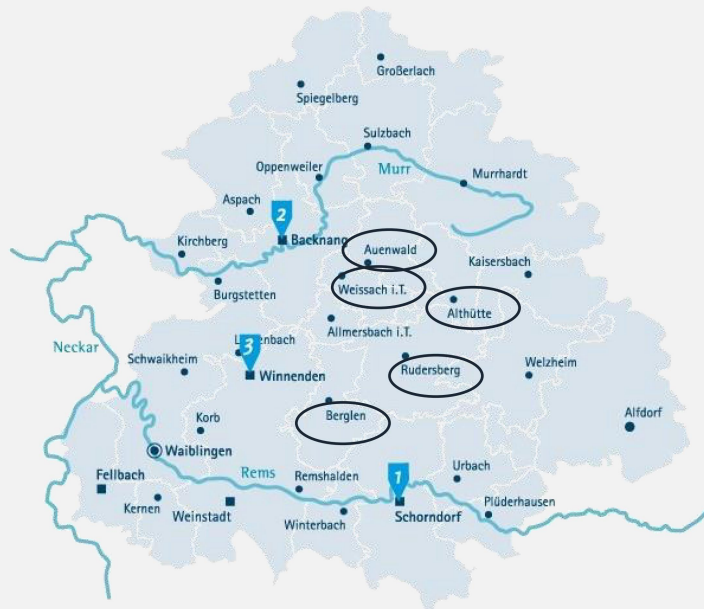 Großerlach
Spiegelberg
Sulzbach
Oppenweiler
Murr
Murrhardt
Aspach
2
Backnang
Auenwald
Kirchberg
Kaisersbach
Weissach i.T.
Burgstetten
Althütte
Allmersbach i.T.
Neckar
3
Schwaikheim
Rudersberg
Welzheim
Winnenden
Berglen
Korb
Alfdorf
Waiblingen
Rems
Urbach
1
Fellbach
Remshalden
Kernen
Weinstadt
Winterbach
Schorndorf
Plüderhausen